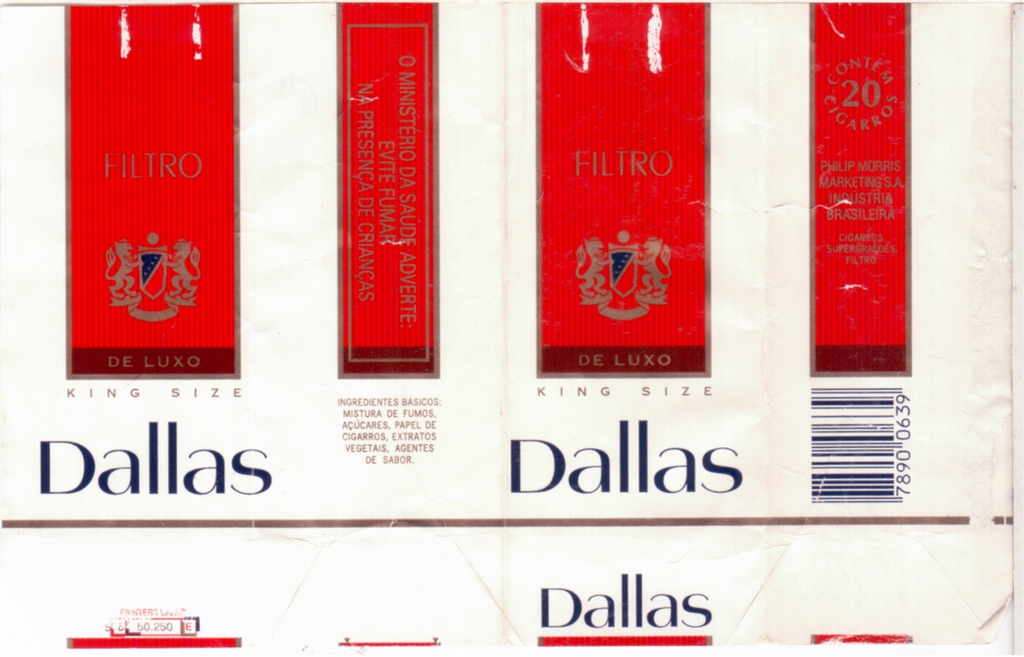 FILTRO
DE LUXO
KING SIZE
Dallas
O MINISTÉRIO DA SAÚDE ADVERTE:
EVITE FUMAR
NA PRESENÇA DE CRIANÇAS
INGREDIENTES BÁSICOS:
MISTURA DE FUMOS,
AÇÚCARES, PAPEL DE
CIGARROS, EXTRATOS
VEGETAIS, AGENTES
DE SABOR.
FILTRO
DE LUXO
KING SIZE
Dallas
CONTÉM
20
CIGARROS
PHILIP MORRIS
MARKETING S.A.
INDÚSTRIA
BRASILEIRA
CIGARROS
SUPERGRANDES.
FILTRO.
7890 0639
50.250 E
Dallas